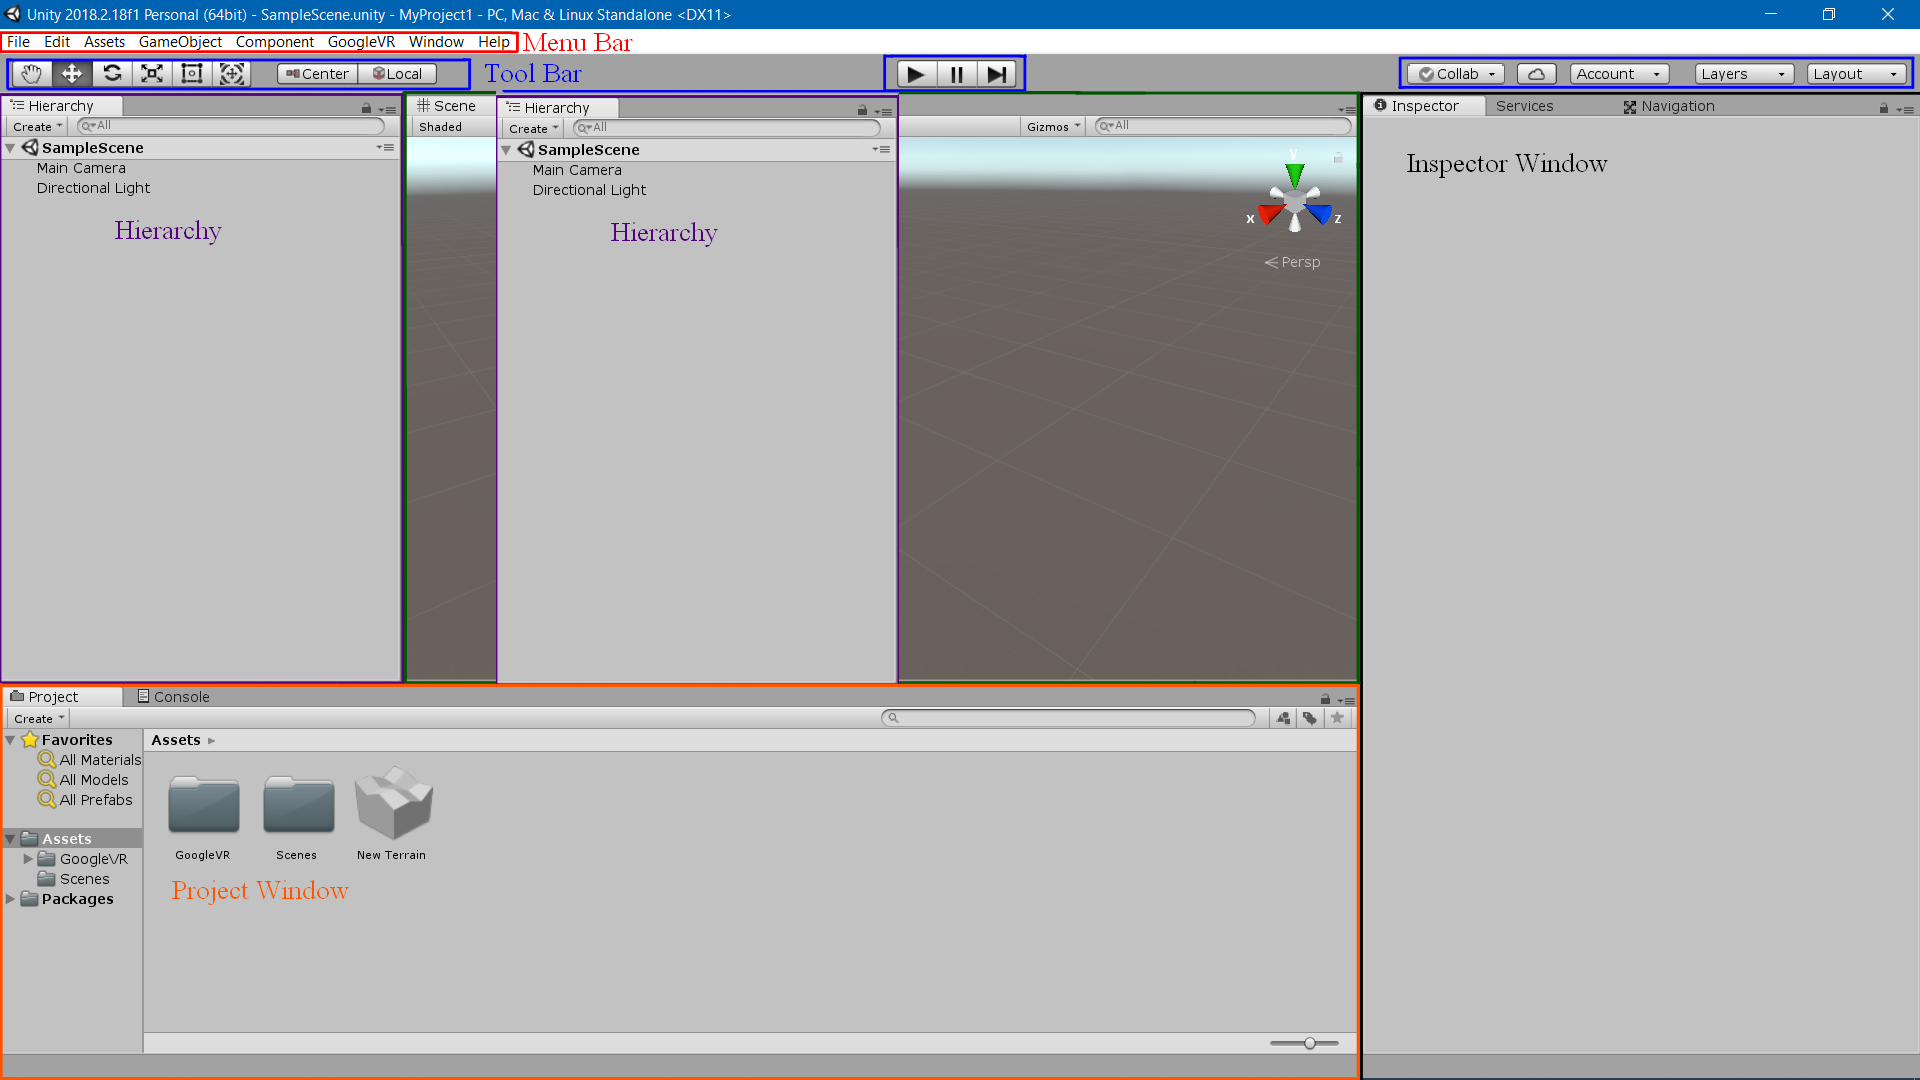 Unity 2018.2.18f1 Personal (64bit) - SampleScene.unity - MyProject1 - PC, Mac & Linux Standalone <DX11>
File Edit Assets GameObject Component GoogleVR Window Help Menu Bar
Center Local Tool Bar Collab Account Layers Layout
Hierarchy
Create All
SampleScene
Main Camera
Directional Light
Hierarchy
Scene
Shaded
Hierarchy
Create All
SampleScene
Main Camera
Directional Light
Hierarchy
Gizmos All
y
x z
Persp
Inspector Services Navigation
Inspector Window
Project Console
Create
Favorites
All Materials
All Models
All Prefabs
Assets
GoogleVR
Scenes
Packages
Assets
GoogleVR Scenes New Terrain
Project Window